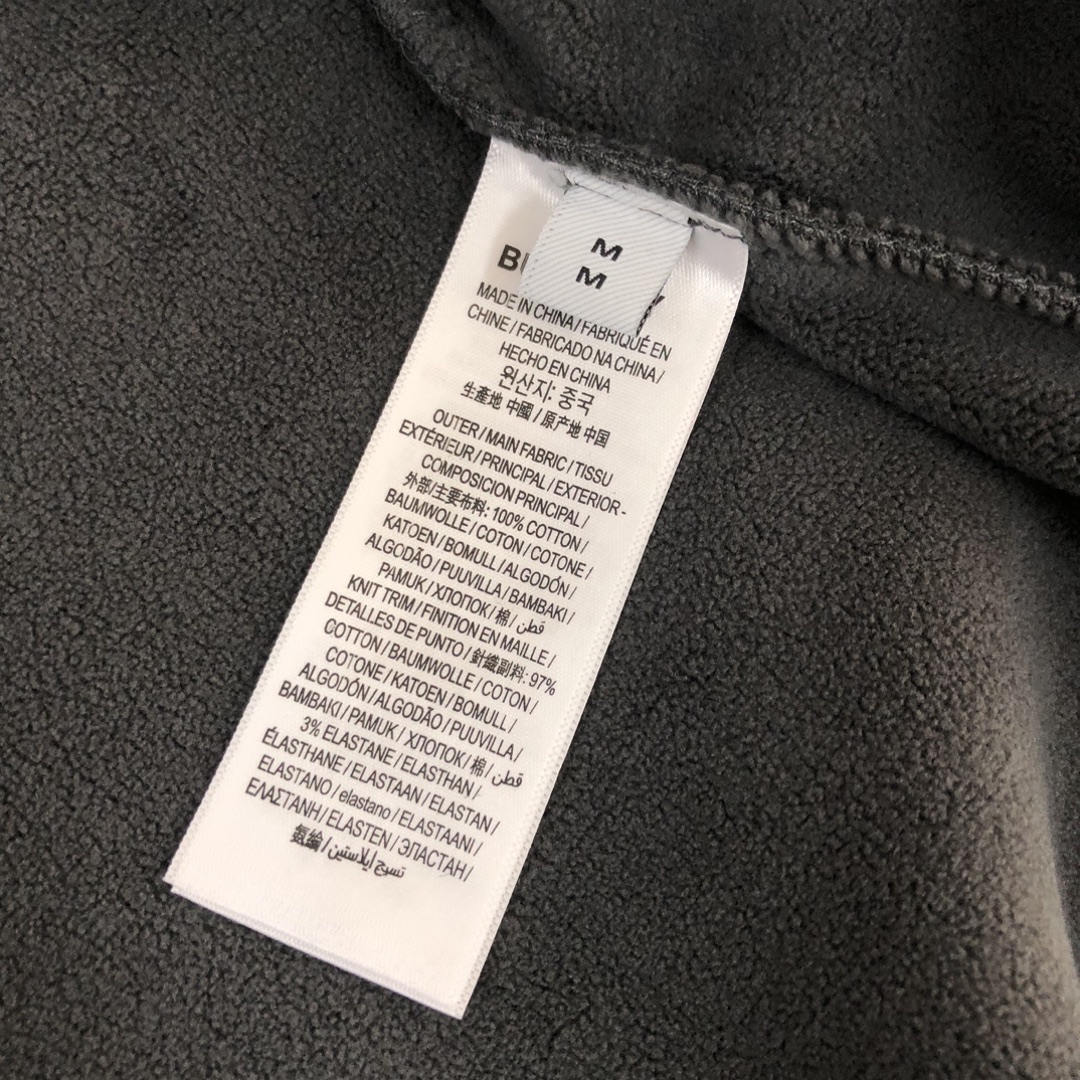 M
M
MADE IN CHINA / FABRIQUÉ EN
CHINE / FABRICADO NA CHINA /
HECHO EN CHINA
원산지: 중국
生產地 中國 / 原产地 中国
OUTER / MAIN FABRIC / TISSU
EXTÉRIEUR / PRINCIPAL / EXTERIOR -
COMPOSICION PRINCIPAL /
外部/主要布料: 100% COTTON /
BAUMWOLLE / COTON / COTONE /
KATOEN / BOMULL / ALGODÓN /
ALGODÃO / PUUVILLA / BAMBAKI /
PAMUK / ХЛОПОК / 棉 / قطن
KNIT TRIM / FINITION EN MAILLE /
DETALLES DE PUNTO / 針織副料: 97%
COTTON / BAUMWOLLE / COTON /
COTONE / KATOEN / BOMULL /
ALGODÓN / ALGODÃO / PUUVILLA /
BAMBAKI / PAMUK / ХЛОПОК / 棉 / قطن
3% ELASTANE / ELASTHAN /
ÉLASTHANE / ELASTAAN / ELASTAN /
ELASTANO / elastano / ELASTAANI /
ΕΛΑΣΤΑΝΗ / ELASTEN / ЭЛАСТАН /
氨綸 / نسيج إيلاستين